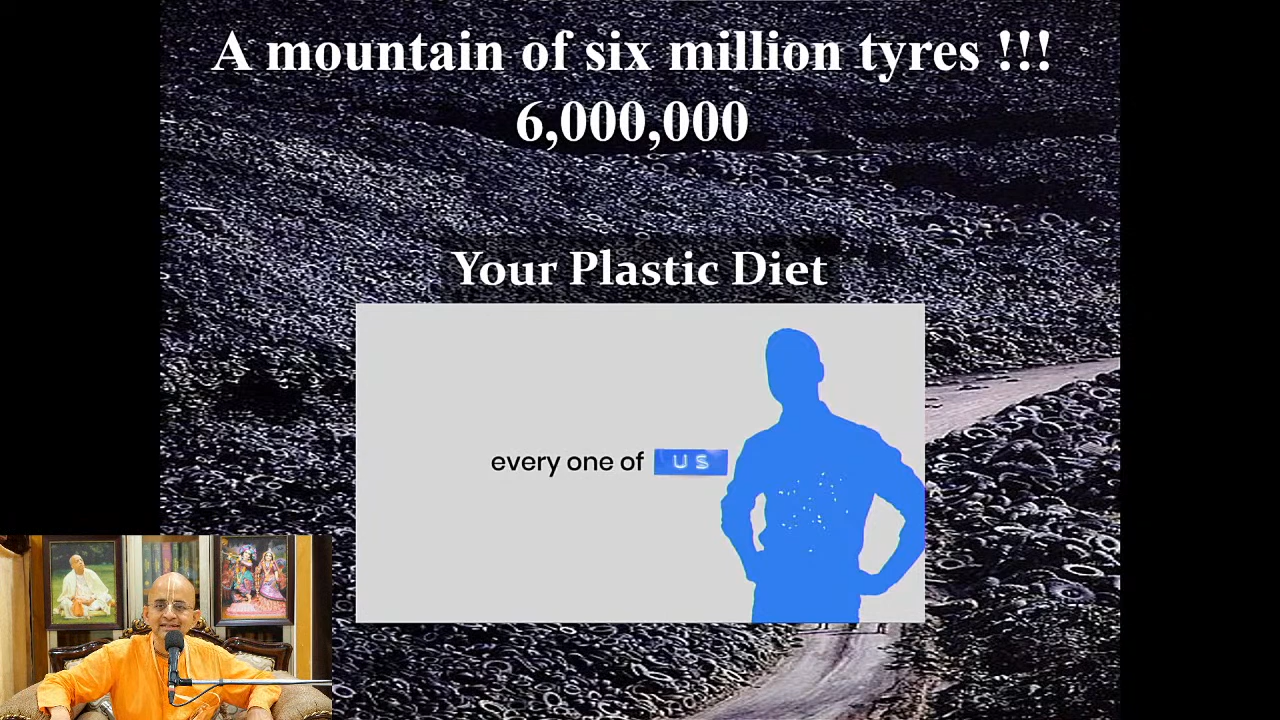 A mountain of six million tyres !!!
6,000,000
Your Plastic Diet
every one of US